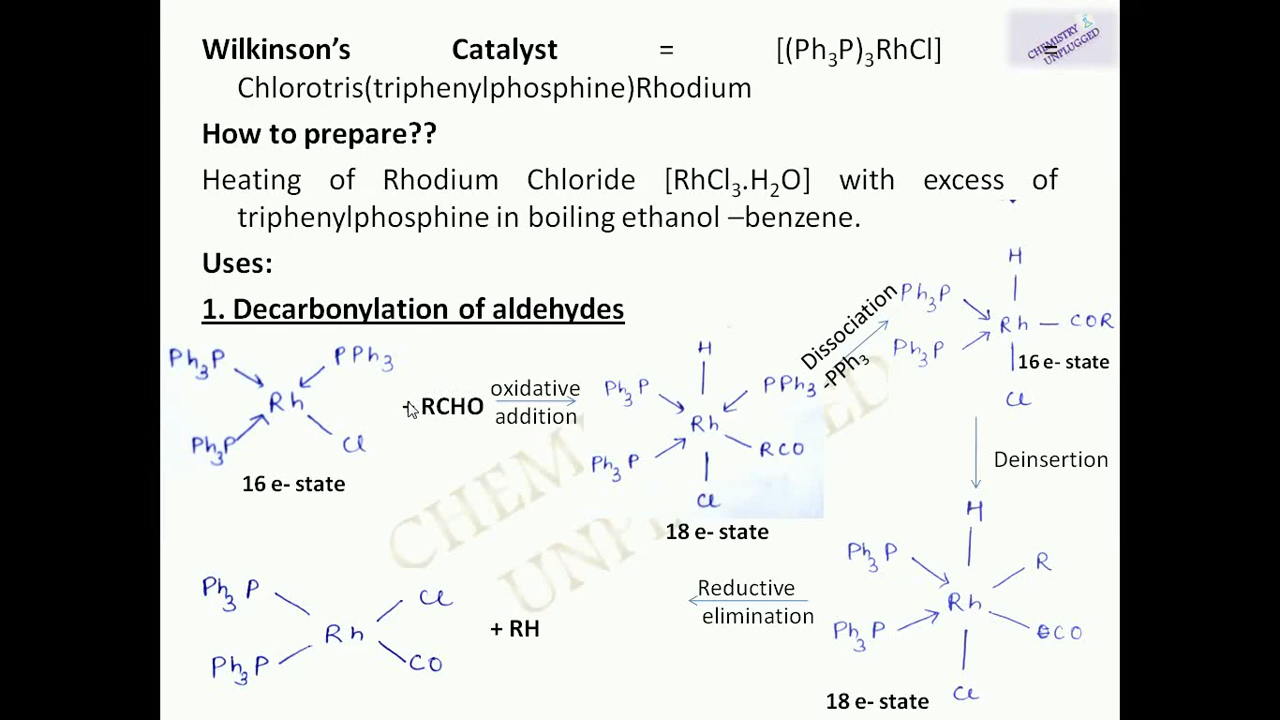 Wilkinson's Catalyst = [(Ph₃P)₃RhCl] =
Chlorotris(triphenylphosphine)Rhodium
CHEMISTRY
UNPLUGGED
How to prepare??
Heating of Rhodium Chloride [RhCl₃.H₂O] with excess of
triphenylphosphine in boiling ethanol –benzene.
Uses:
1. Decarbonylation of aldehydes
Ph₃P
PPh₃
Rh
Ph₃P
Cl
16 e- state
+ RCHO
oxidative
addition
H
Ph₃P
PPh₃
Rh
Ph₃P
RCO
Cl
18 e- state
Dissociation
-PPh₃
H
Ph₃P
Rh – COR
Ph₃P
Cl
16 e- state
Deinsertion
H
Ph₃P
R
Rh
Ph₃P
CO
Cl
18 e- state
Reductive
elimination
Ph₃P
Cl
Rh
Ph₃P
CO
+ RH